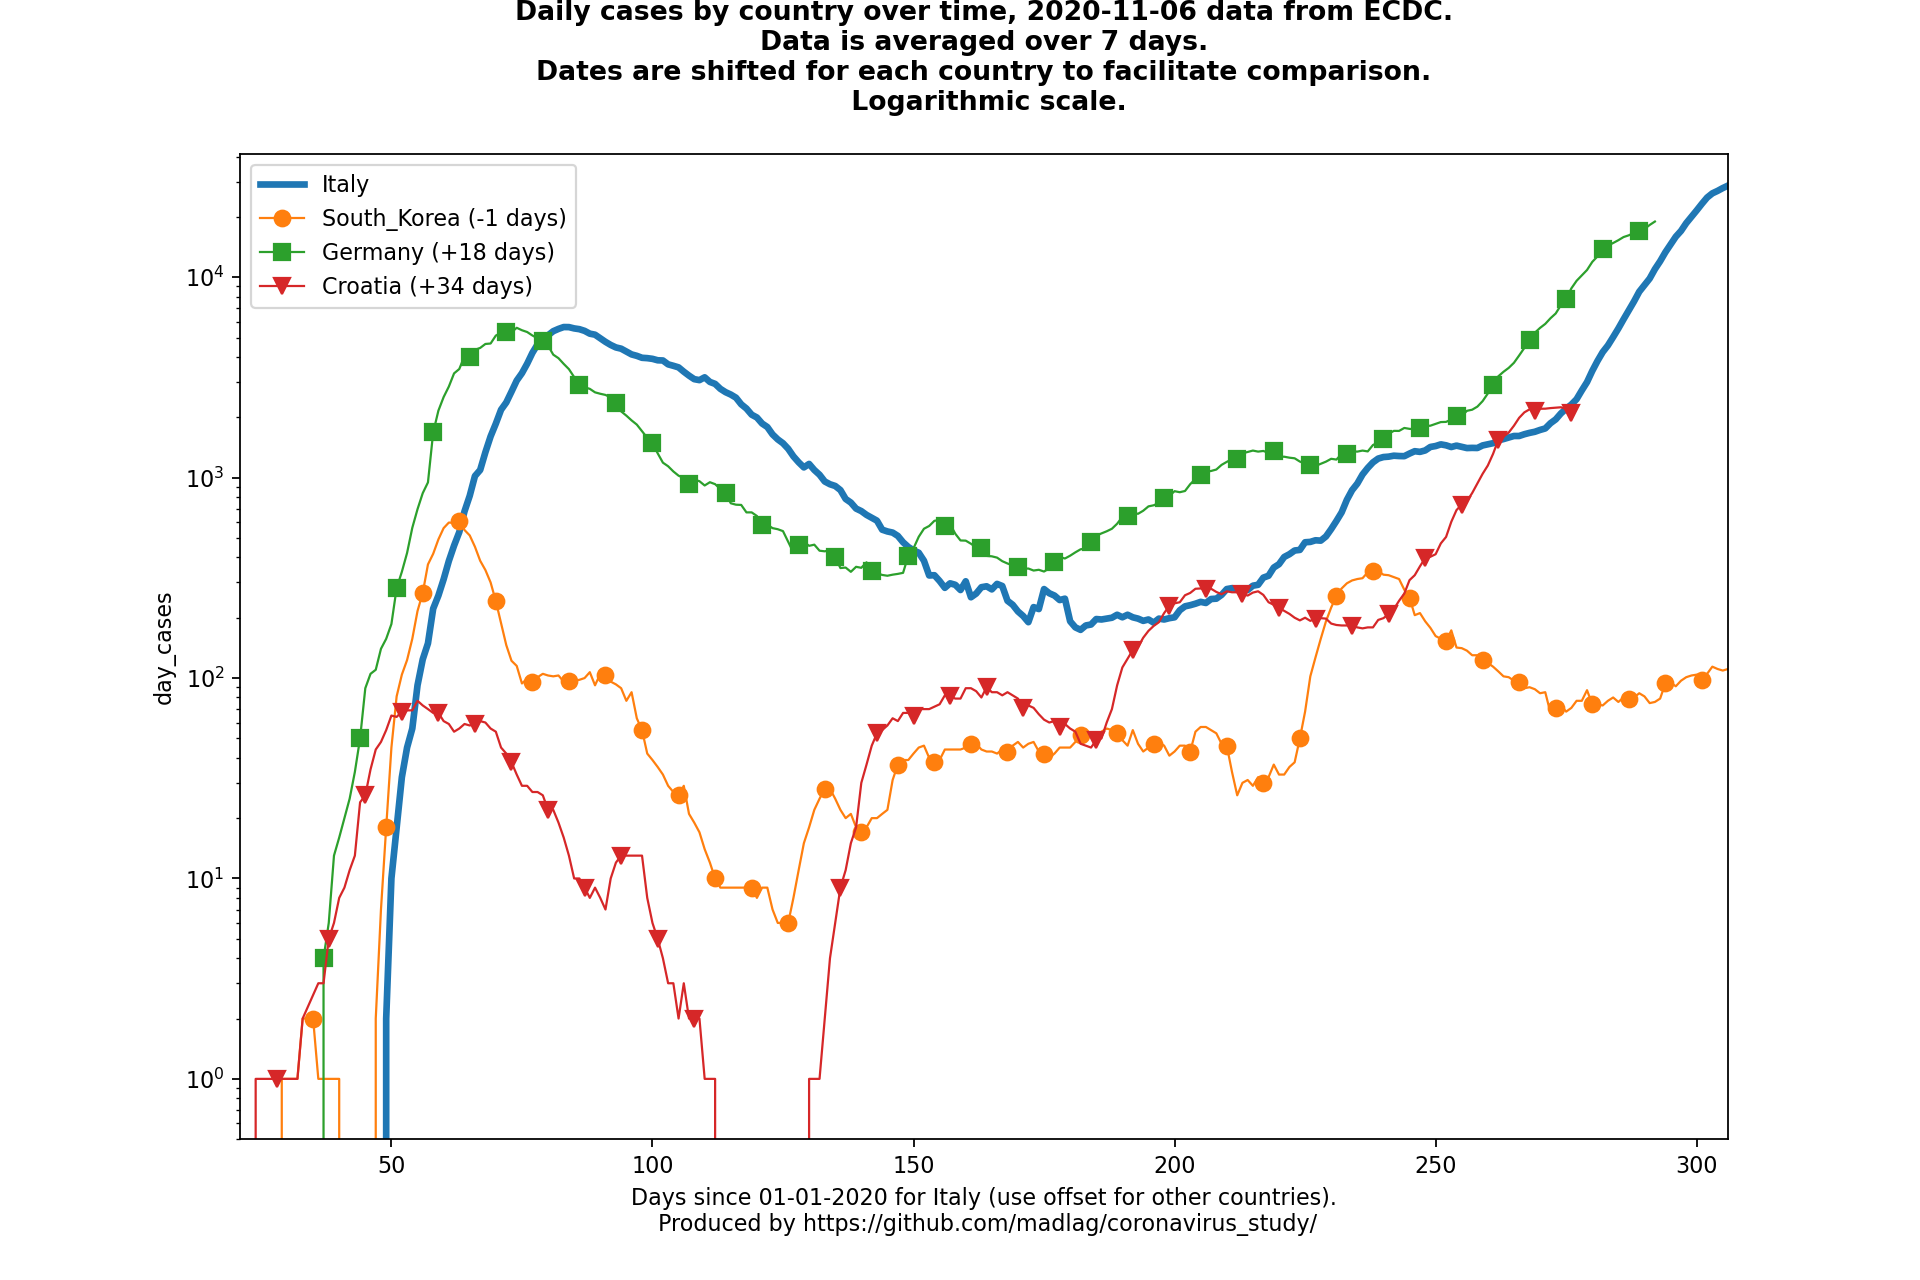 Daily cases by country over time, 2020-11-06 data from ECDC.
Data is averaged over 7 days.
Dates are shifted for each country to facilitate comparison.
Logarithmic scale.
Italy
South_Korea (-1 days)
Germany (+18 days)
Croatia (+34 days)
day_cases
10^4
10^3
10^2
10^1
10^0
50 100 150 200 250 300
Days since 01-01-2020 for Italy (use offset for other countries).
Produced by https://github.com/madlag/coronavirus_study/